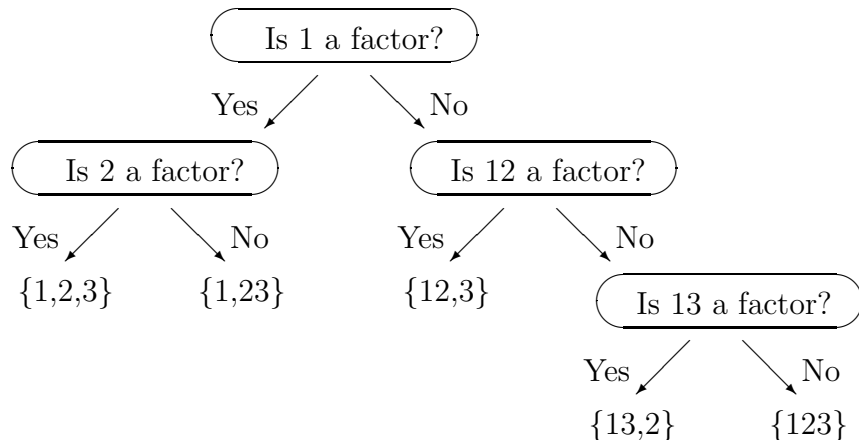 Is 1 a factor?
Yes No
Is 2 a factor? Is 12 a factor?
Yes No Yes No
{1,2,3} {1,23} {12,3} Is 13 a factor?
Yes No
{13,2} {123}